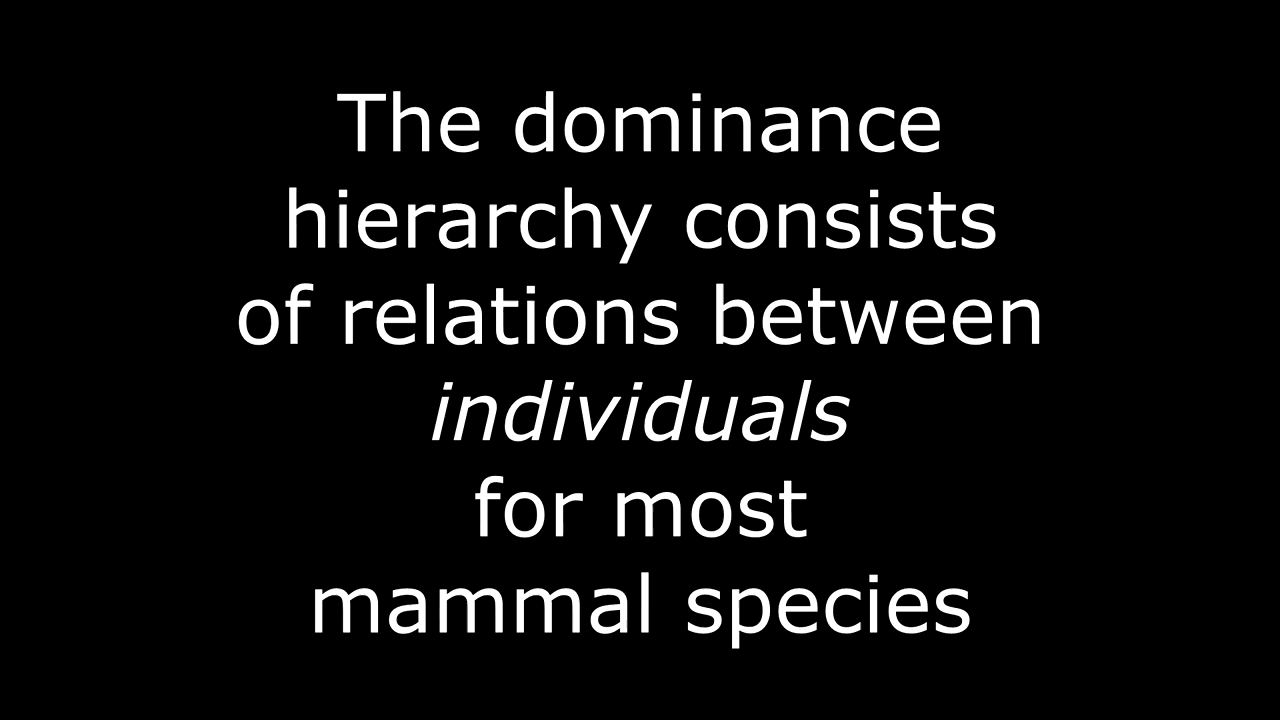 The dominance
hierarchy consists
of relations between
individuals
for most
mammal species